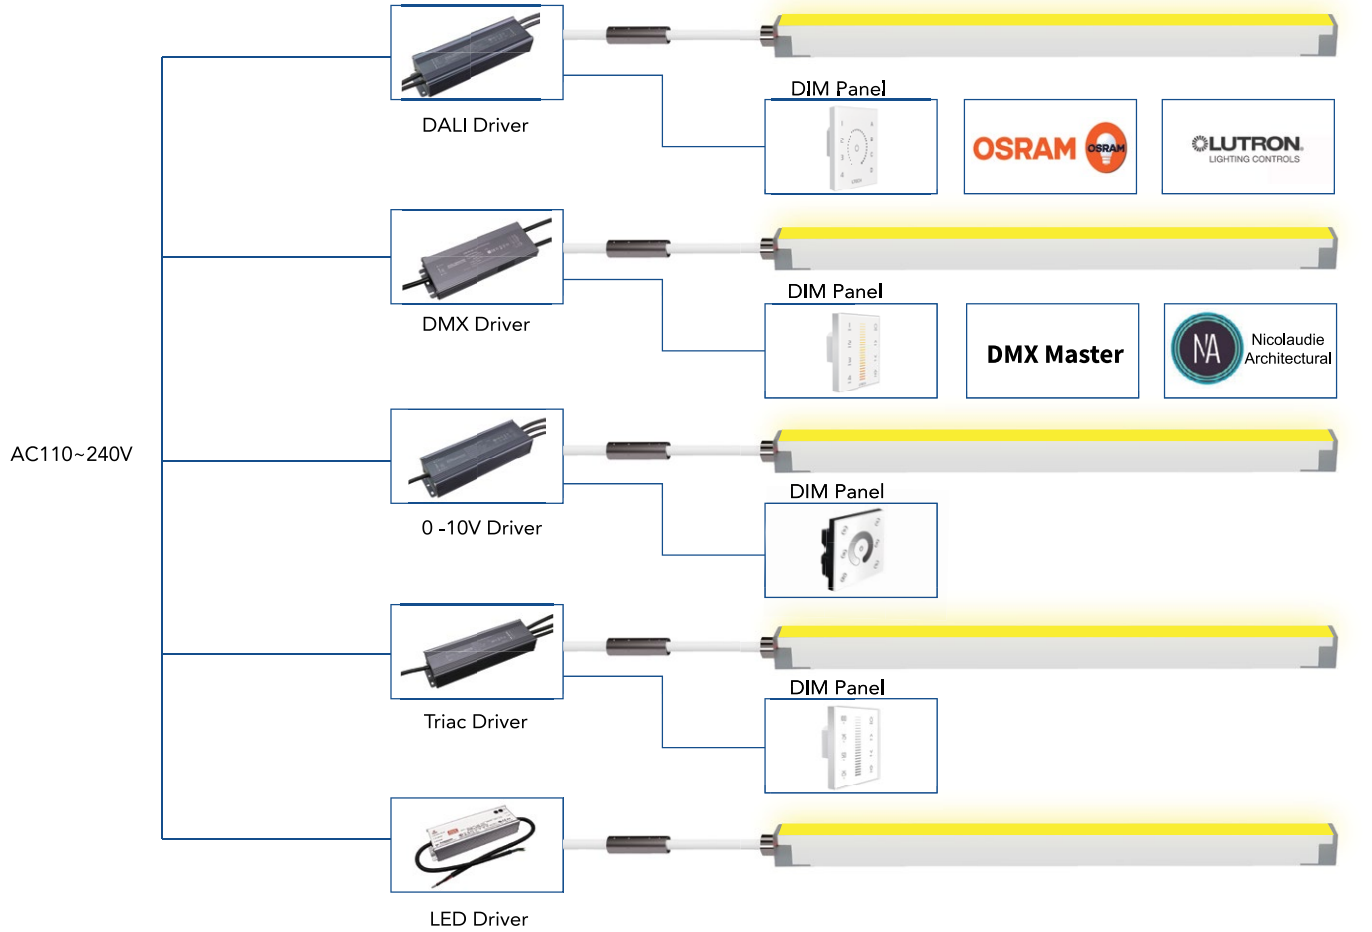 DIM Panel
DALI Driver
OSRAM
OSRAM
LUTRON
LIGHTING CONTROLS
DIM Panel
DMX Driver
DMX Master
NA
Nicolaudie
Architectural
AC110~240V
DIM Panel
0 -10V Driver
DIM Panel
Triac Driver
LED Driver